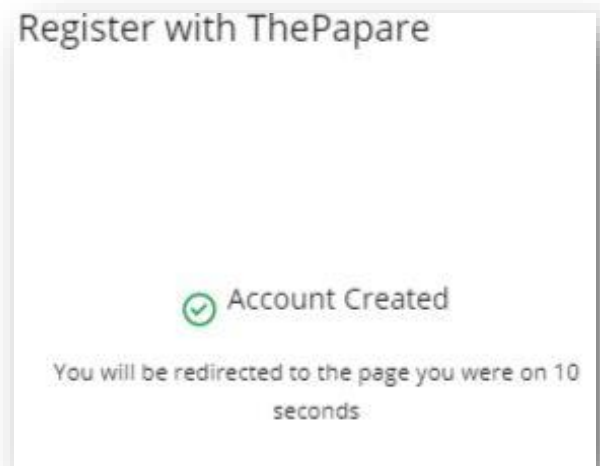 Register with ThePapare
Account Created
You will be redirected to the page you were on 10
seconds